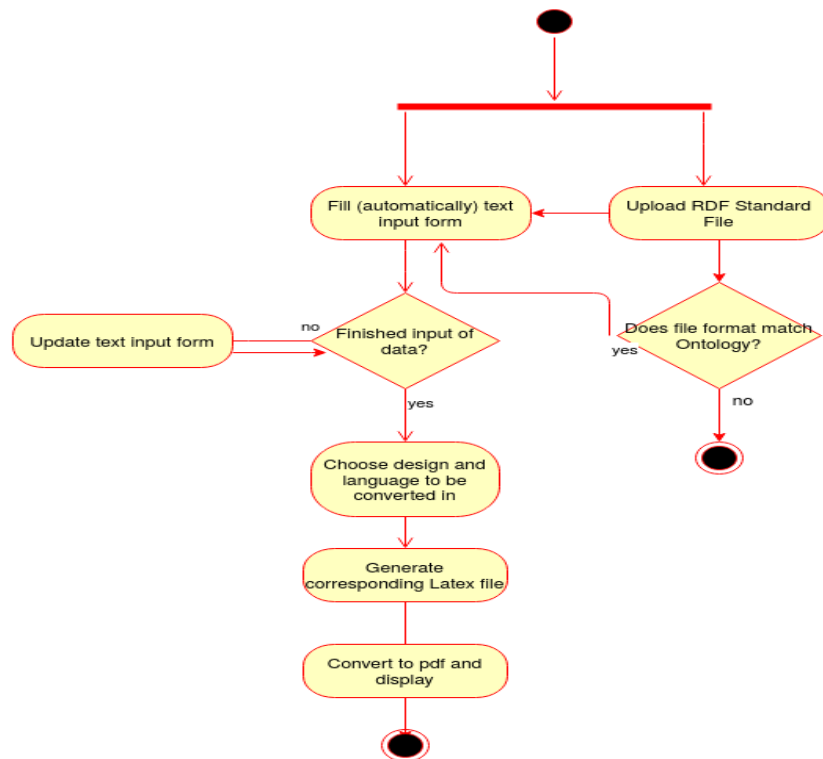 Fill (automatically) text
input form
Upload RDF Standard
File
Update text input form
no
Finished input of
data?
Does file format match
Ontology?
yes
yes
no
Choose design and
language to be
converted in
Generate
corresponding Latex file
Convert to pdf and
display